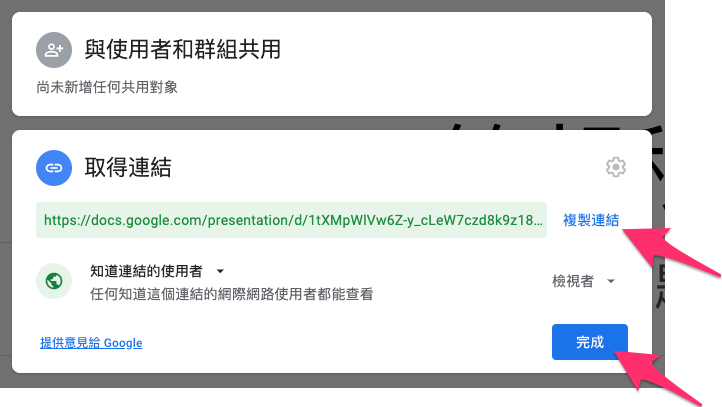 與使用者和群組共用
尚未新增任何共用對象
取得連結
https://docs.google.com/presentation/d/1tXMpWlVw6Z-y_cLeW7czd8k9z18...
複製連結
知道連結的使用者
任何知道這個連結的網際網路使用者都能查看
檢視者
提供意見給 Google
完成